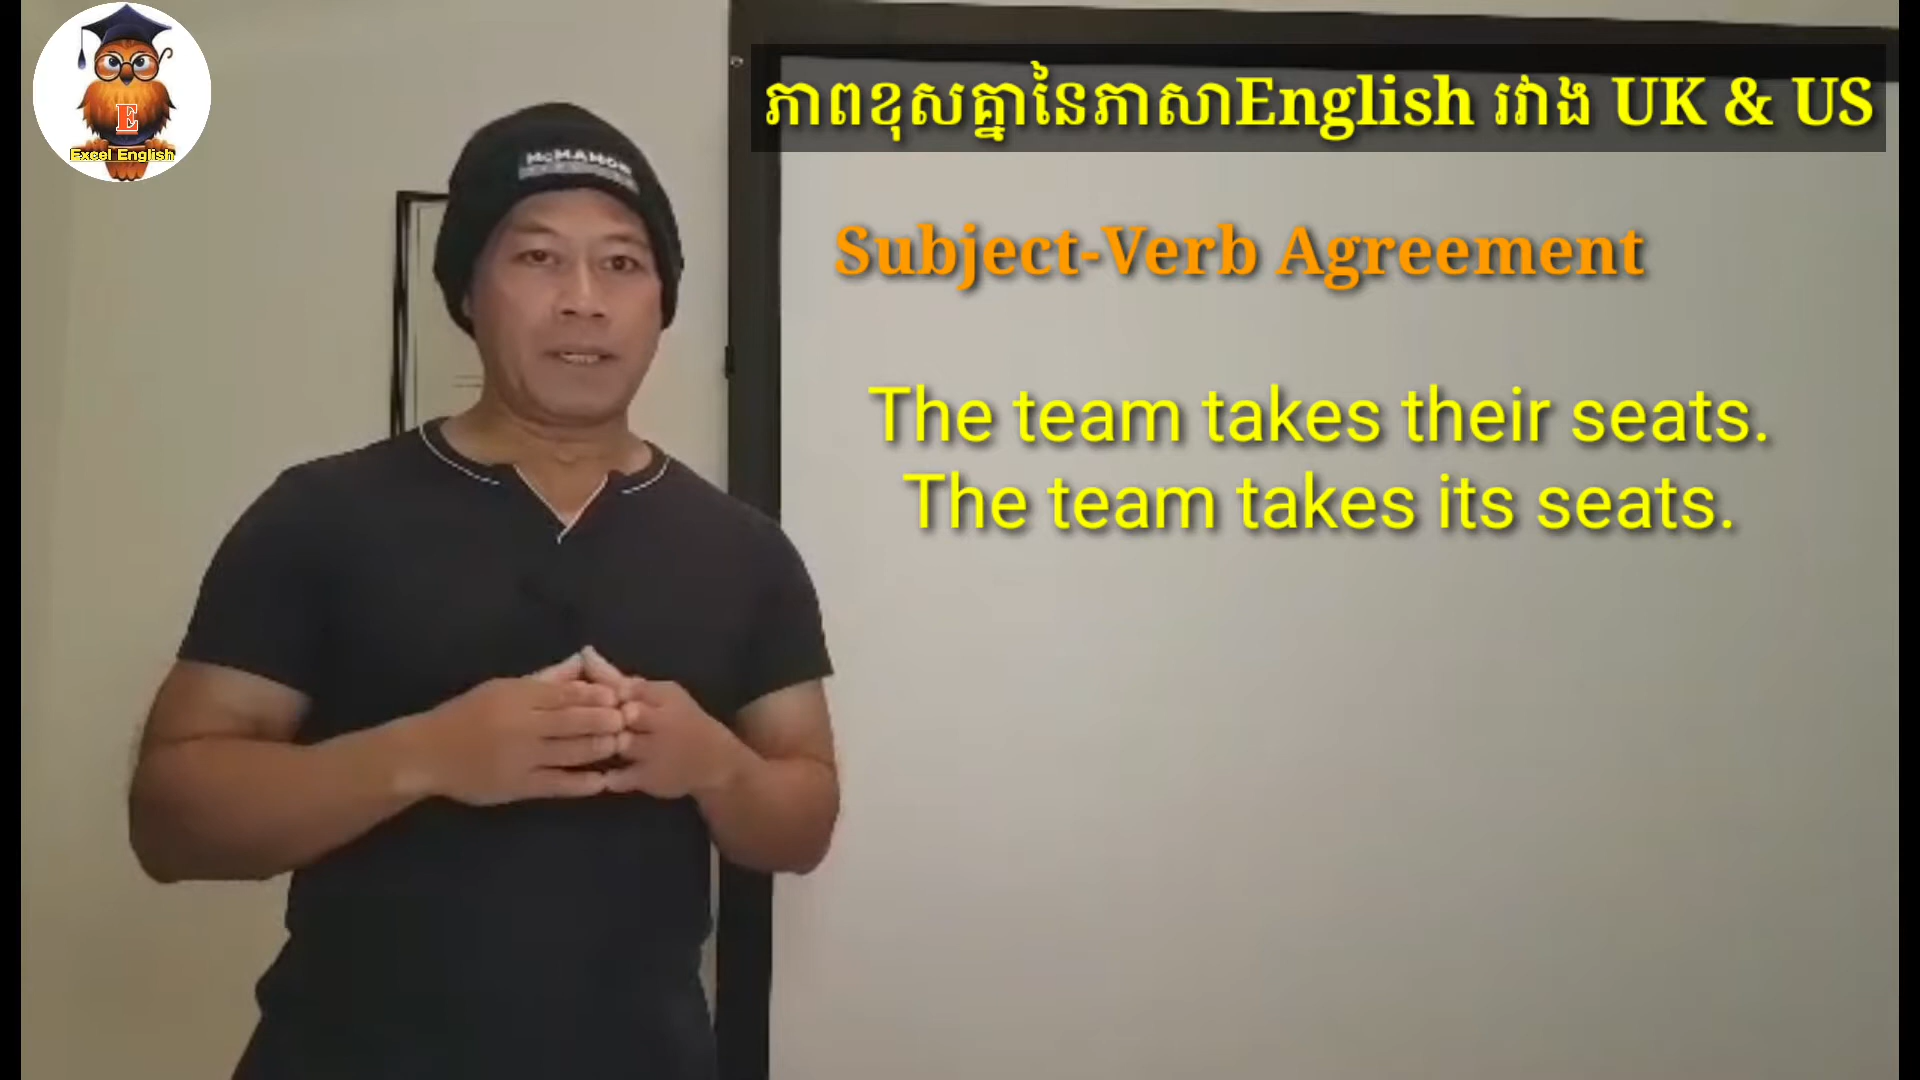 E
Excel English
McMAHON
ភាពខុសគ្នានៃភាសាEnglish រវាង UK & US
Subject-Verb Agreement
The team takes their seats.
The team takes its seats.